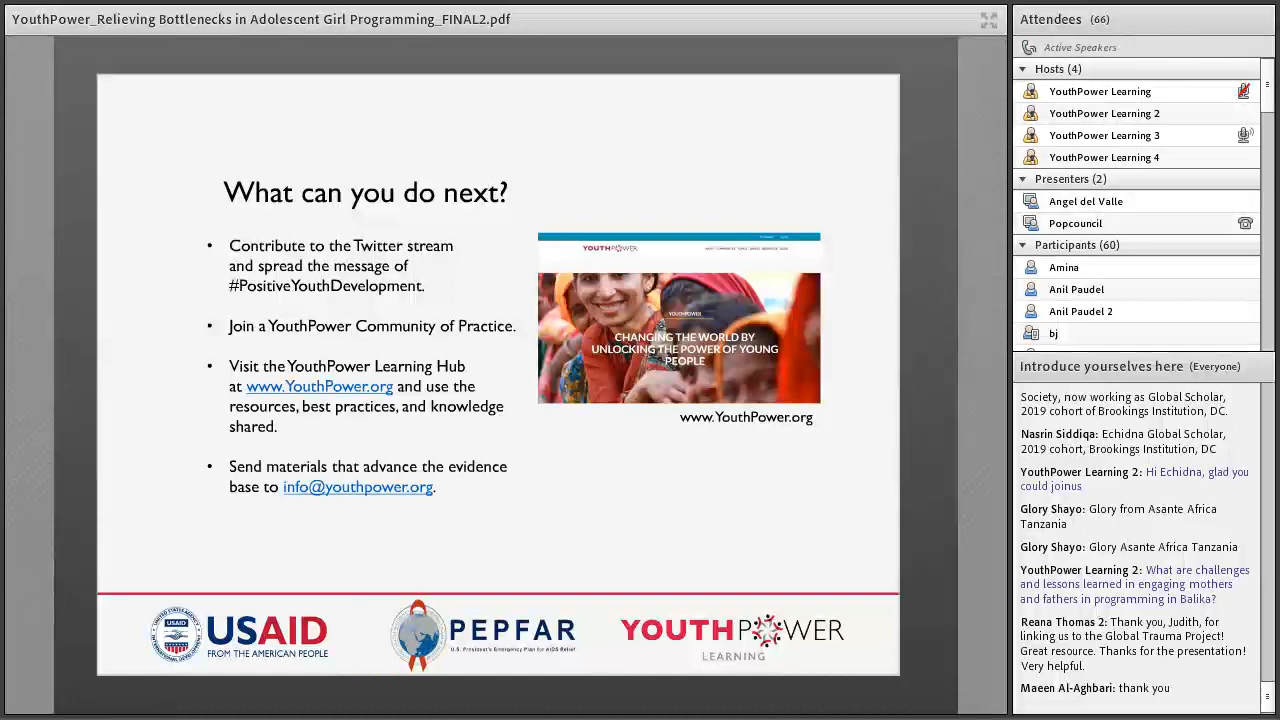 YouthPower_Relieving Bottlenecks in Adolescent Girl Programming_FINAL2.pdf
What can you do next?
• Contribute to the Twitter stream
and spread the message of
#PositiveYouthDevelopment.
• Join a YouthPower Community of Practice.
• Visit the YouthPower Learning Hub
at www.YouthPower.org and use the
resources, best practices, and knowledge
shared.
• Send materials that advance the evidence
base to info@youthpower.org.
YOUTHPOWER
YOUTHPOWER
CHANGING THE WORLD BY
UNLOCKING THE POWER OF YOUNG
PEOPLE
www.YouthPower.org
USAID
USAID
FROM THE AMERICAN PEOPLE
PEPFAR
U.S. President's Emergency Plan for AIDS Relief
YOUTHPOWER
LEARNING
Attendees (66)
Active Speakers
Hosts (4)
YouthPower Learning
YouthPower Learning 2
YouthPower Learning 3
YouthPower Learning 4
Presenters (2)
Angel del Valle
Popcouncil
Participants (60)
Amina
Anil Paudel
Anil Paudel 2
bj
Introduce yourselves here (Everyone)
Society, now working as Global Scholar,
2019 cohort of Brookings Institution, DC.
Nasrin Siddiqa: Echidna Global Scholar,
2019 cohort, Brookings Institution, DC
YouthPower Learning 2: Hi Echidna, glad you
could joinus
Glory Shayo: Glory from Asante Africa
Tanzania
Glory Shayo: Glory Asante Africa Tanzania
YouthPower Learning 2: What are challenges
and lessons learned in engaging mothers
and fathers in programming in Balika?
Reana Thomas 2: Thank you, Judith, for
linking us to the Global Trauma Project!
Great resource. Thanks for the presentation!
Very helpful.
Maeen Al-Aghbari: thank you